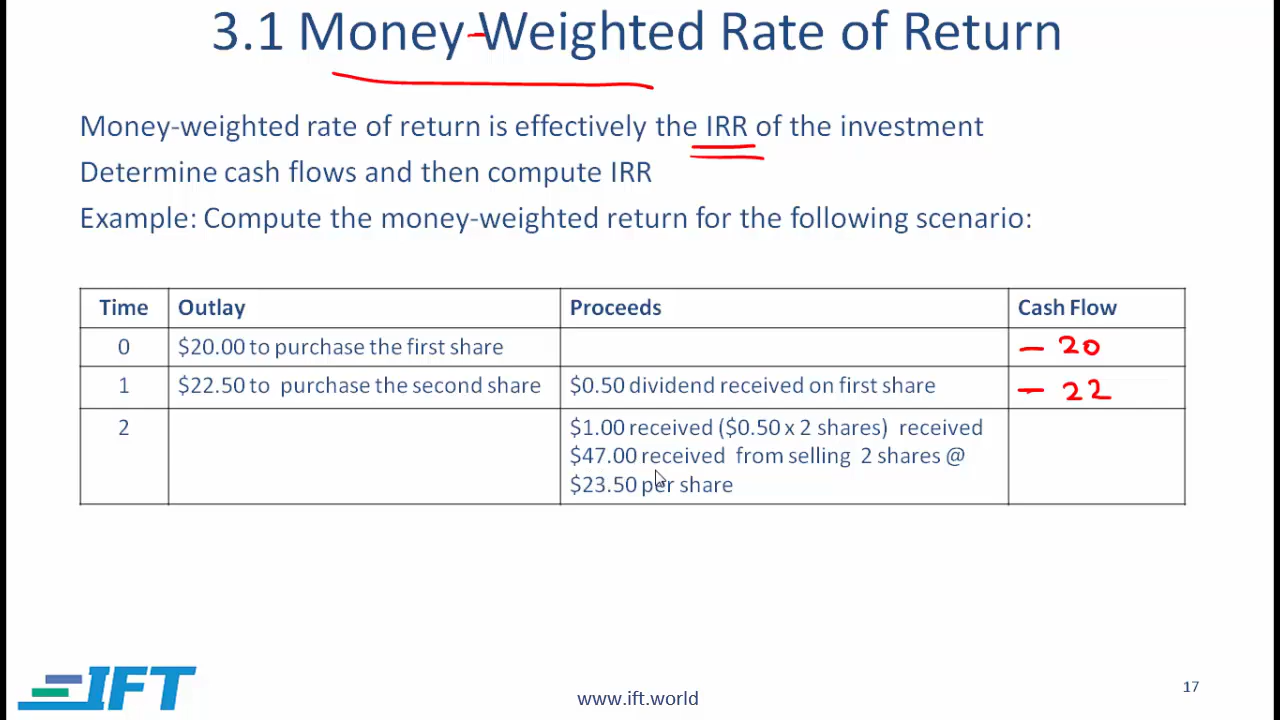 3.1 Money-Weighted Rate of Return
Money-weighted rate of return is effectively the IRR of the investment
Determine cash flows and then compute IRR
Example: Compute the money-weighted return for the following scenario:
Time Outlay Proceeds Cash Flow
0 $20.00 to purchase the first share - 20
1 $22.50 to purchase the second share $0.50 dividend received on first share - 22
2 $1.00 received ($0.50 x 2 shares) received
$47.00 received from selling 2 shares @
$23.50 per share
IFT
www.ift.world
17